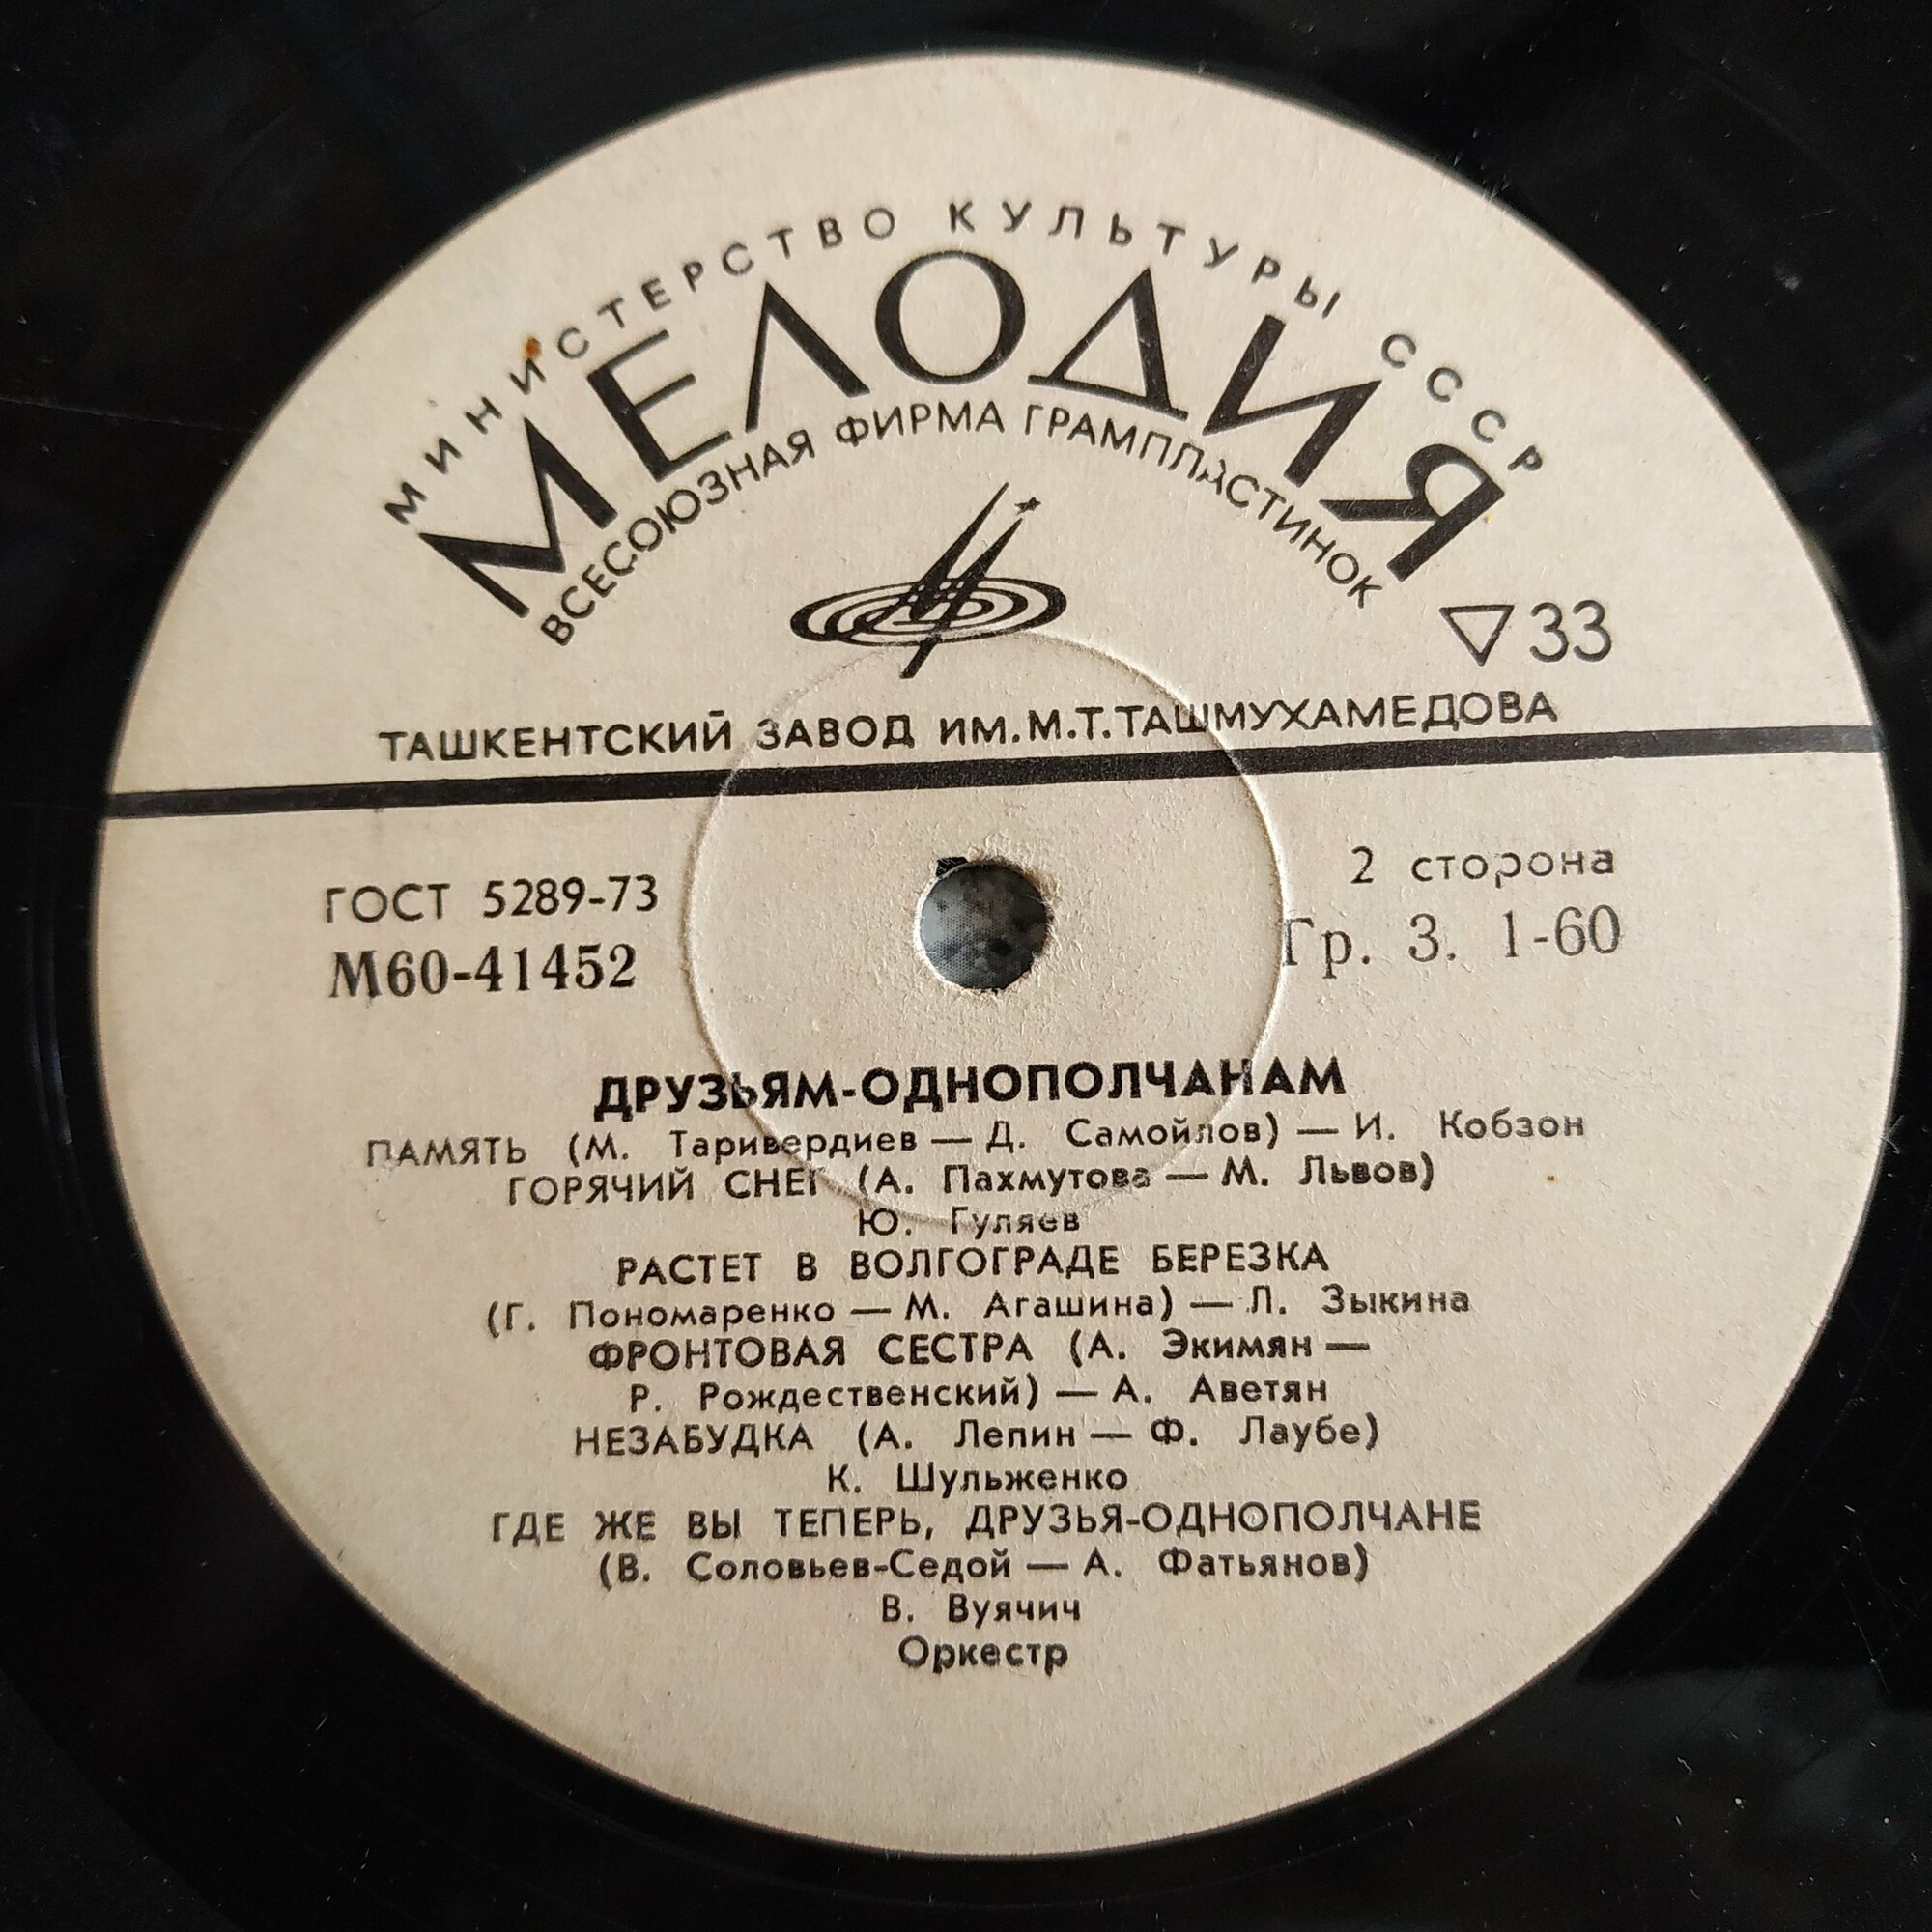 МИНИСТЕРСТВО КУЛЬТУРЫ СССР
МЕЛОДИЯ
ВСЕСОЮЗНАЯ ФИРМА ГРАМПЛАСТИНОК
33
ТАШКЕНТСКИЙ ЗАВОД ИМ.М.Т.ТАШМУХАМЕДОВА
ГОСТ 5289-73
М60-41452
2 сторона
Гр. 3. 1-60
ДРУЗЬЯМ-ОДНОПОЛЧАНАМ
ПАМЯТЬ (М. Таривердиев — Д. Самойлов) — И. Кобзон
ГОРЯЧИЙ СНЕГ (А. Пахмутова — М. Львов)
Ю. Гуляев
РАСТЕТ В ВОЛГОГРАДЕ БЕРЕЗКА
(Г. Пономаренко — М. Агашина) — Л. Зыкина
ФРОНТОВАЯ СЕСТРА (А. Экимян —
Р. Рождественский) — А. Аветян
НЕЗАБУДКА (А. Лепин — Ф. Лаубе)
К. Шульженко
ГДЕ ЖЕ ВЫ ТЕПЕРЬ, ДРУЗЬЯ-ОДНОПОЛЧАНЕ
(В. Соловьев-Седой — А. Фатьянов)
В. Вуячич
Оркестр